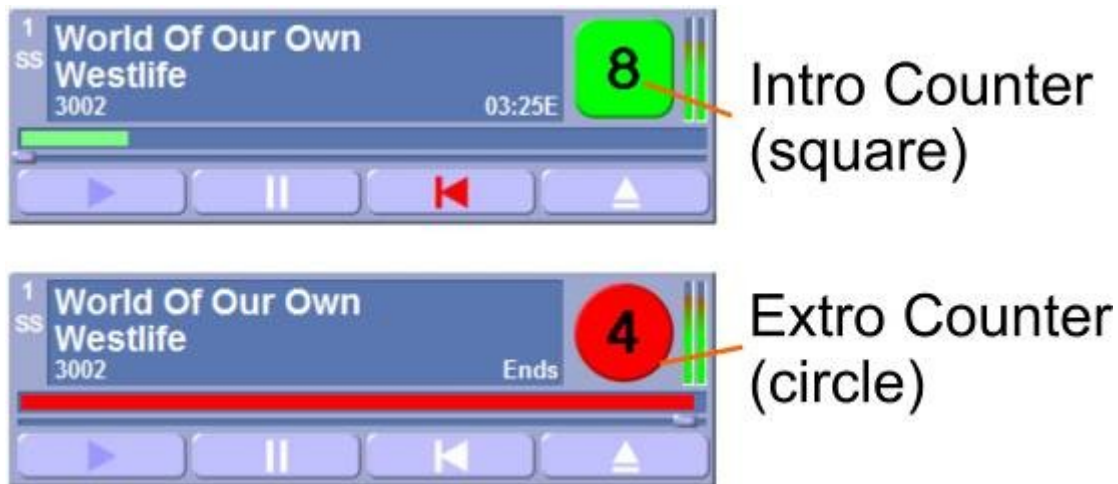 1
SS
World Of Our Own
Westlife
3002
03:25E
8
Intro Counter
(square)
1
SS
World Of Our Own
Westlife
3002
Ends
4
Extro Counter
(circle)